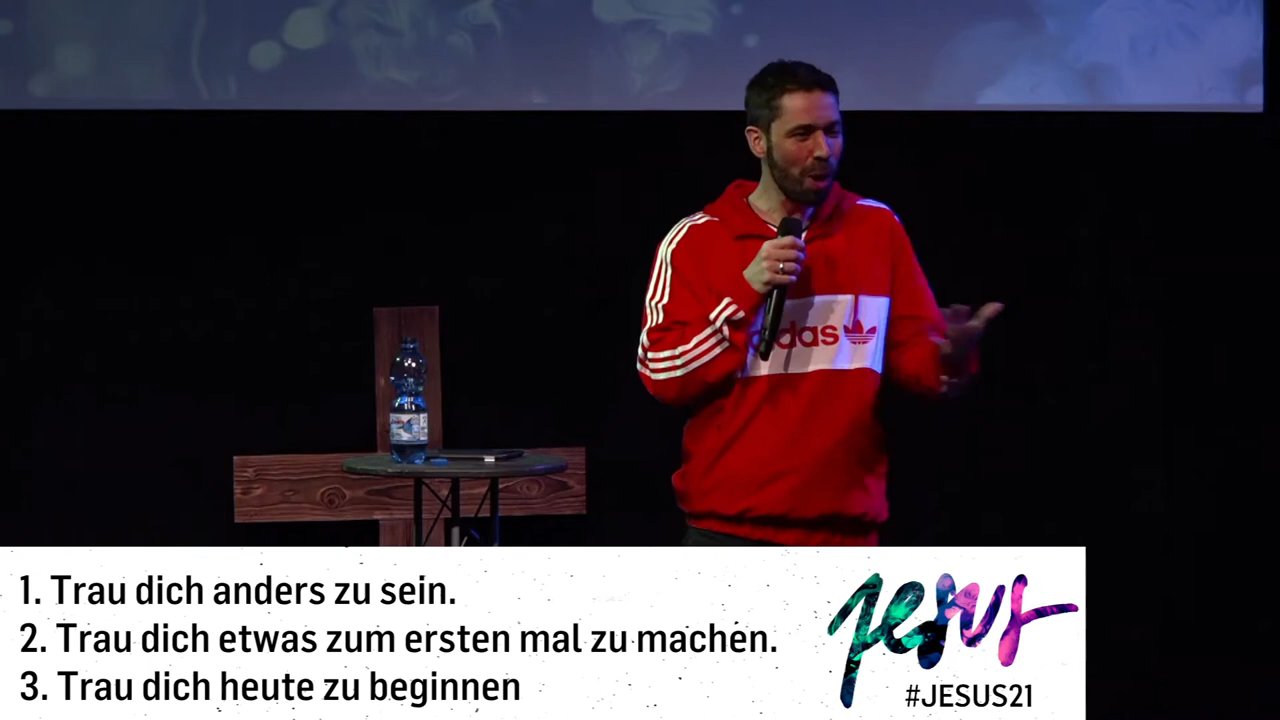 adidas
1. Trau dich anders zu sein.
2. Trau dich etwas zum ersten mal zu machen.
3. Trau dich heute zu beginnen
jesus
#JESUS21